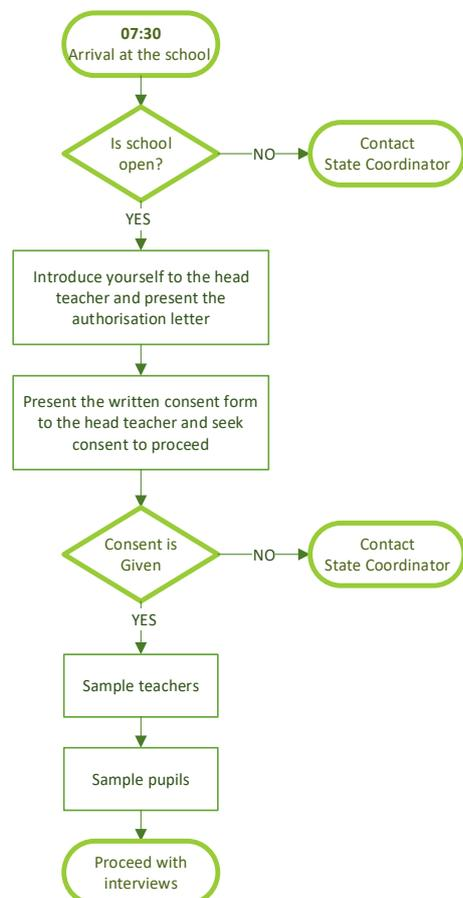 07:30
Arrival at the school
Is school
open?
NO
Contact
State Coordinator
YES
Introduce yourself to the head
teacher and present the
authorisation letter
Present the written consent form
to the head teacher and seek
consent to proceed
Consent is
Given
NO
Contact
State Coordinator
YES
Sample teachers
Sample pupils
Proceed with
interviews